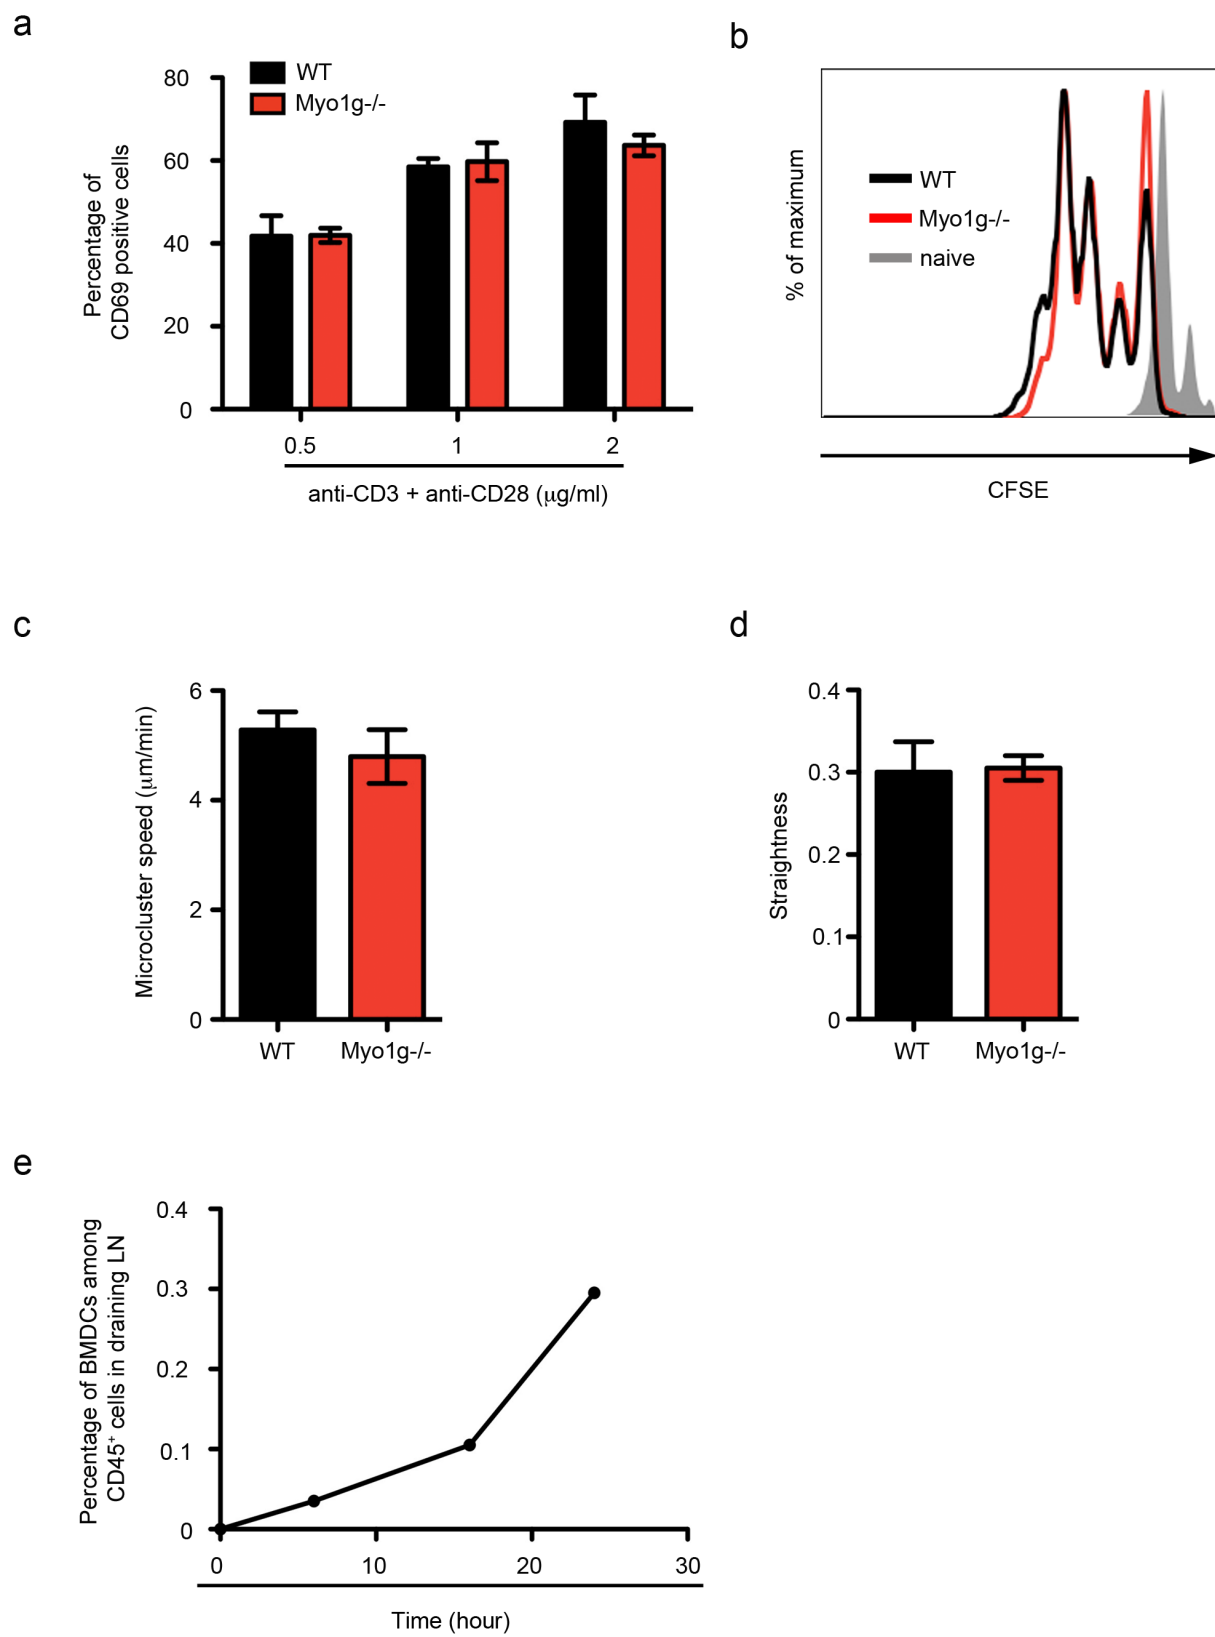 a
WT
Myo1g-/-
Percentage of
CD69 positive cells
80
60
40
20
0
0.5
1
2
anti-CD3 + anti-CD28 (μg/ml)
b
% of maximum
WT
Myo1g-/-
naive
CFSE
c
Microcluster speed (μm/min)
6
4
2
0
WT
Myo1g-/-
d
Straightness
0.4
0.3
0.2
0.1
0
WT
Myo1g-/-
e
Percentage of BMDCs among
CD45⁺ cells in draining LN
0.4
0.3
0.2
0.1
0
0
10
20
30
Time (hour)